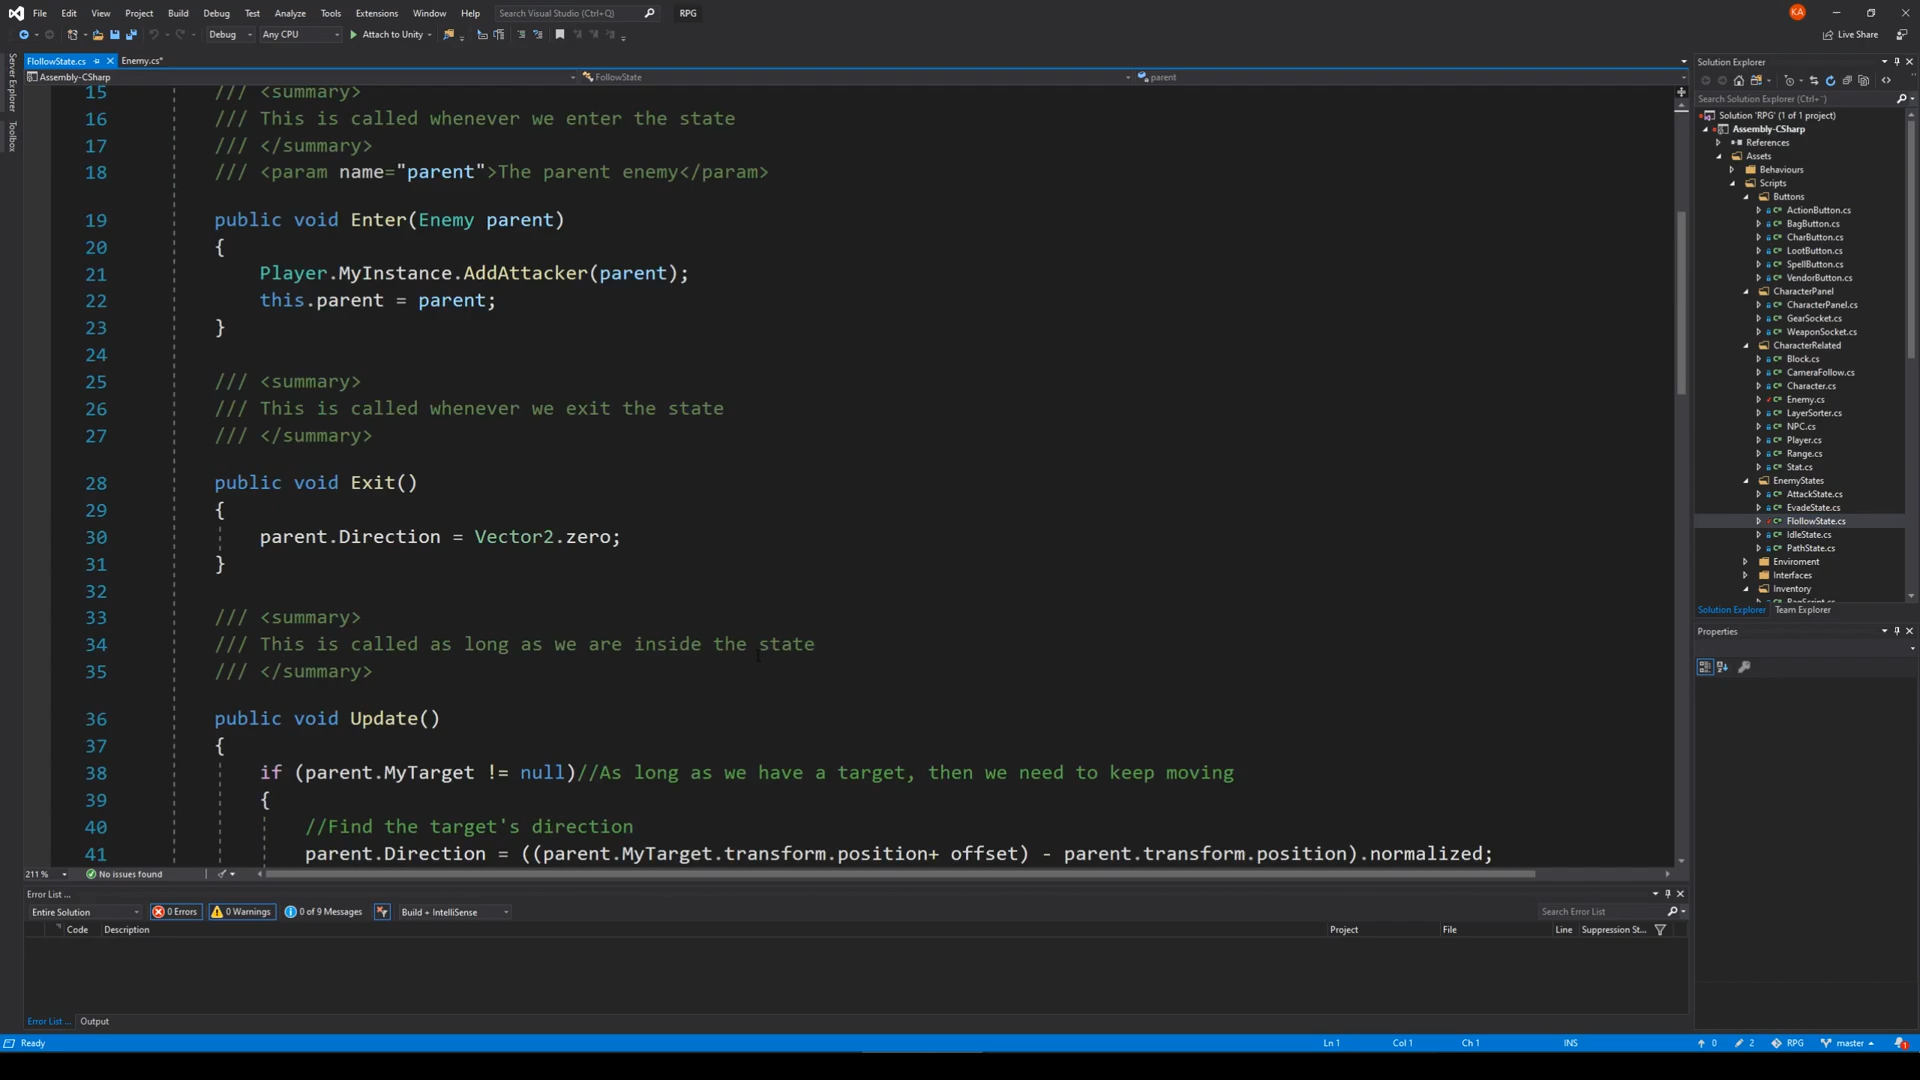 File Edit View Project Build Debug Test Analyze Tools Extensions Window Help Search Visual Studio (Ctrl+Q) RPG KA
Debug Any CPU Attach to Unity Live Share
Server Explorer
Toolbox
FlollowState.cs Enemy.cs*
Assembly-CSharp FollowState parent
15 /// <summary>
16 /// This is called whenever we enter the state
17 /// </summary>
18 /// <param name="parent">The parent enemy</param>
19 public void Enter(Enemy parent)
20 {
21 Player.MyInstance.AddAttacker(parent);
22 this.parent = parent;
23 }
24
25 /// <summary>
26 /// This is called whenever we exit the state
27 /// </summary>
28 public void Exit()
29 {
30 parent.Direction = Vector2.zero;
31 }
32
33 /// <summary>
34 /// This is called as long as we are inside the state
35 /// </summary>
36 public void Update()
37 {
38 if (parent.MyTarget != null)//As long as we have a target, then we need to keep moving
39 {
40 //Find the target's direction
41 parent.Direction = ((parent.MyTarget.transform.position+ offset) - parent.transform.position).normalized;
211 % No issues found
Error List ...
Entire Solution 0 Errors 0 Warnings 0 of 9 Messages Build + IntelliSense Search Error List
Code Description Project File Line Suppression St...
Error List ... Output
Solution Explorer
Search Solution Explorer (Ctrl+¨)
Solution 'RPG' (1 of 1 project)
Assembly-CSharp
References
Assets
Behaviours
Scripts
Buttons
ActionButton.cs
BagButton.cs
CharButton.cs
LootButton.cs
SpellButton.cs
VendorButton.cs
CharacterPanel
CharacterPanel.cs
GearSocket.cs
WeaponSocket.cs
CharacterRelated
Block.cs
CameraFollow.cs
Character.cs
Enemy.cs
LayerSorter.cs
NPC.cs
Player.cs
Range.cs
Stat.cs
EnemyStates
AttackState.cs
EvadeState.cs
FlollowState.cs
IdleState.cs
PathState.cs
Enviroment
Interfaces
Inventory
BagScript.cs
Solution Explorer Team Explorer
Properties
Ready Ln 1 Col 1 Ch 1 INS 0 2 RPG master 1